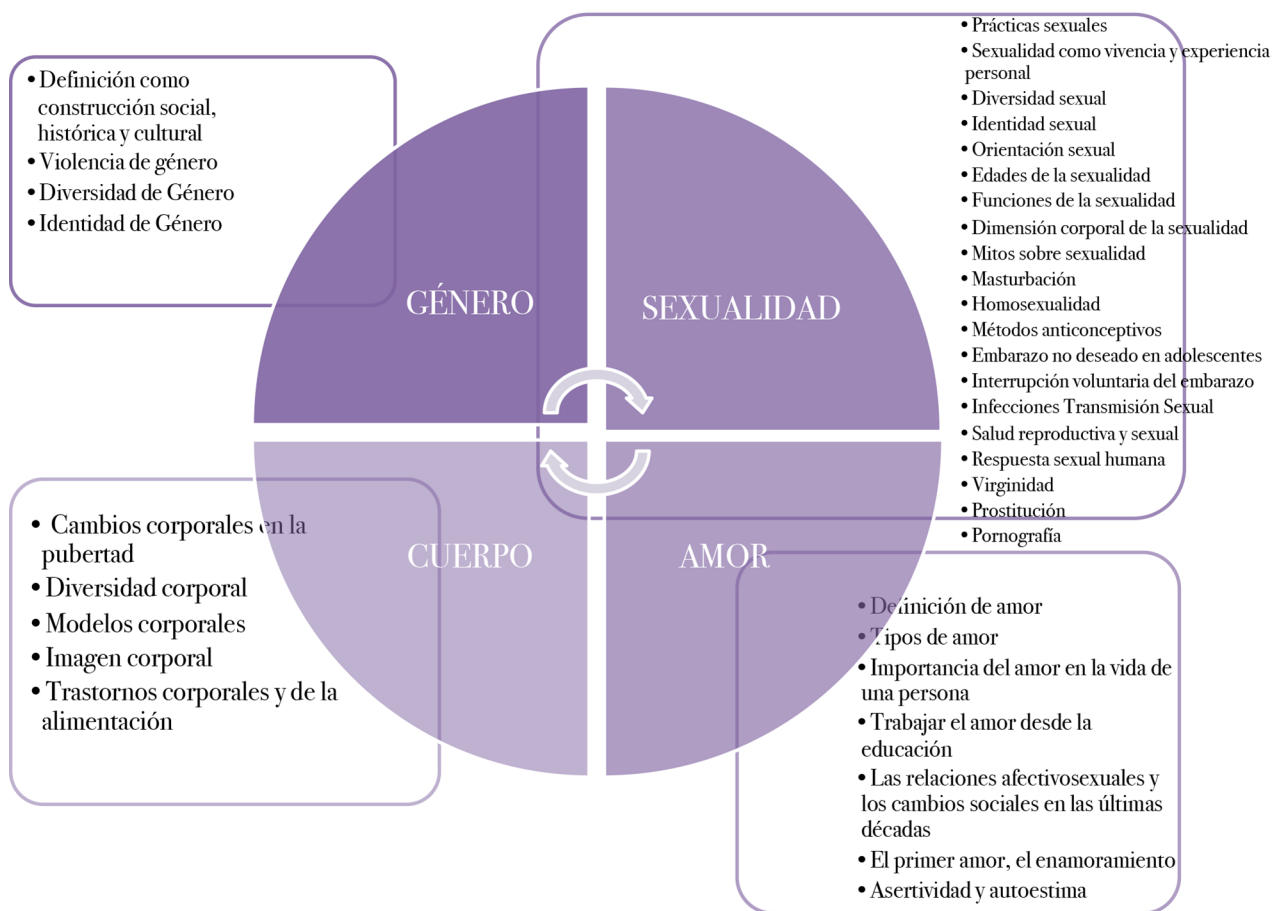 • Definición como
construcción social,
histórica y cultural
• Violencia de género
• Diversidad de Género
• Identidad de Género
GÉNERO
• Prácticas sexuales
• Sexualidad como vivencia y experiencia
personal
• Diversidad sexual
• Identidad sexual
• Orientación sexual
• Edades de la sexualidad
• Funciones de la sexualidad
• Dimensión corporal de la sexualidad
• Mitos sobre sexualidad
• Masturbación
• Homosexualidad
• Métodos anticonceptivos
• Embarazo no deseado en adolescentes
• Interrupción voluntaria del embarazo
• Infecciones Transmisión Sexual
• Salud reproductiva y sexual
• Respuesta sexual humana
• Virginidad
• Prostitución
• Pornografía
SEXUALIDAD
• Cambios corporales en la
pubertad
• Diversidad corporal
• Modelos corporales
• Imagen corporal
• Trastornos corporales y de la
alimentación
CUERPO
AMOR
• Definición de amor
• Tipos de amor
• Importancia del amor en la vida de
una persona
• Trabajar el amor desde la
educación
• Las relaciones afectivosexuales y
los cambios sociales en las últimas
décadas
• El primer amor, el enamoramiento
• Asertividad y autoestima